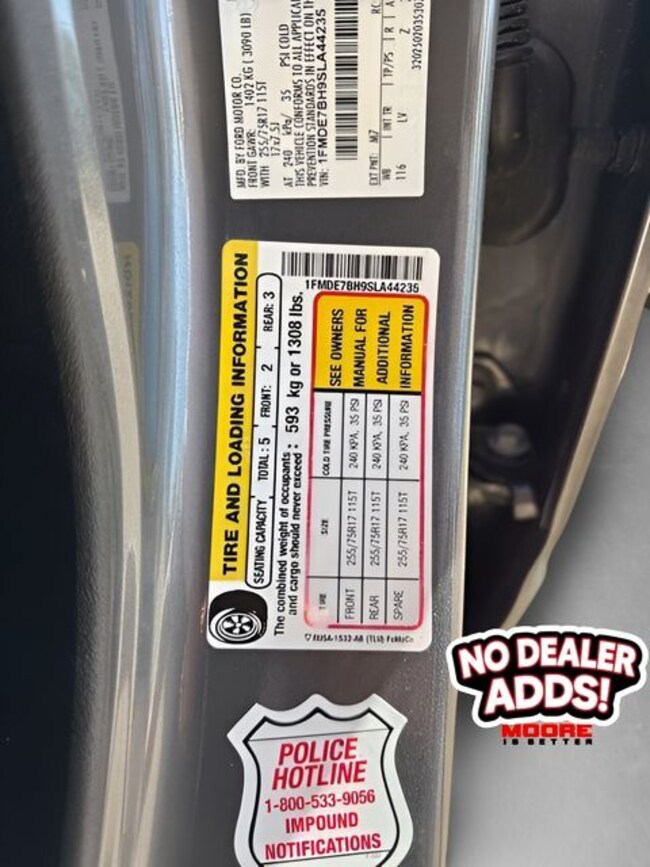 MFD. BY FORD MOTOR CO.
FRONT GAWR: 1402 KG ( 3090 LB)
WITH 255/75R17 115T
17x7.5J
AT 240 kPa/ 35 PSI COLD
THIS VEHICLE CONFORMS TO ALL APPLICA
PREVENTION STANDARDS IN EFFECT ON TH
VIN: 1FMDE7BH9SLA44235
EXT PNT: M7 RC:
WB INT TR TP/PS R A
116 LV Z
TIRE AND LOADING INFORMATION
SEATING CAPACITY TOTAL: 5 FRONT: 2 REAR: 3
The combined weight of occupants
and cargo should never exceed : 593 kg or 1308 lbs.
1FMDE7BH9SLA44235
TIRE SIZE COLD TIRE PRESSURE
FRONT 255/75R17 115T 240 KPA, 35 PSI
REAR 255/75R17 115T 240 KPA, 35 PSI
SPARE 255/75R17 115T 240 KPA, 35 PSI
SEE OWNERS
MANUAL FOR
ADDITIONAL
INFORMATION
NO DEALER
ADDS!
MOORE
IS BETTER
POLICE
HOTLINE
1-800-533-9056
IMPOUND
NOTIFICATIONS